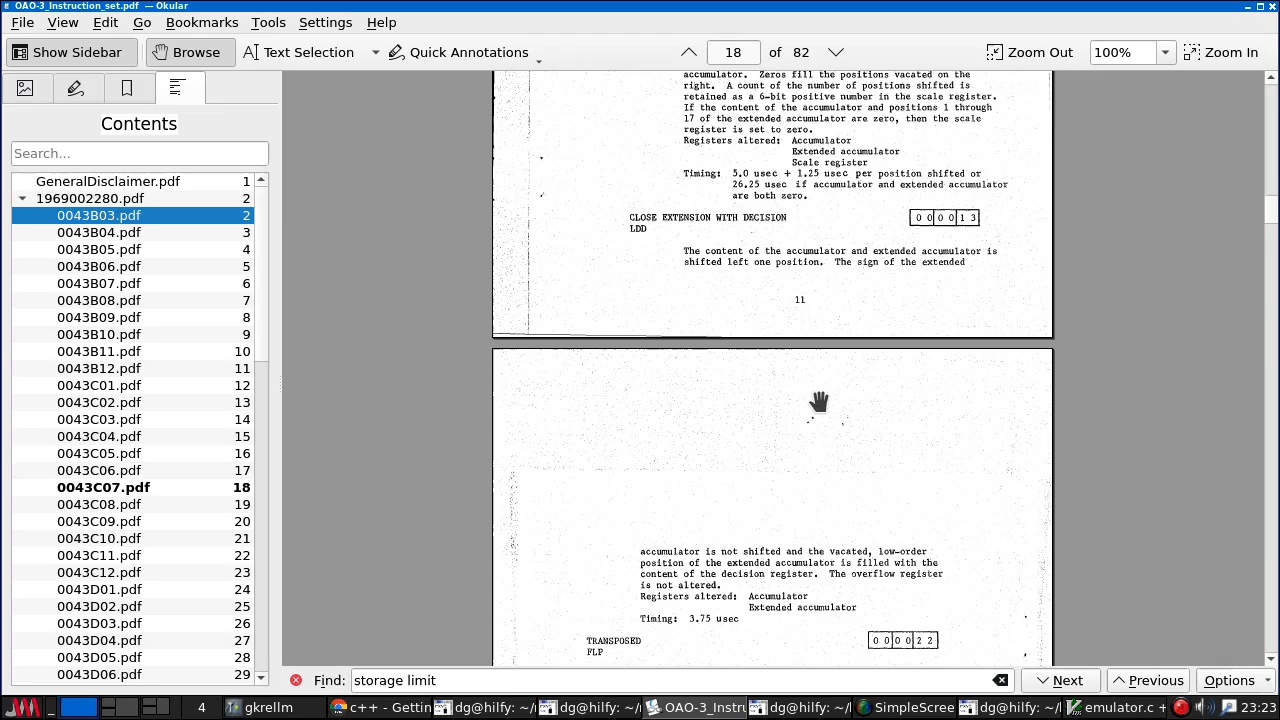 OAO-3_Instruction_set.pdf — Okular
File View Edit Go Bookmarks Tools Settings Help
Show Sidebar Browse Text Selection Quick Annotations 18 of 82 Zoom Out 100% Zoom In
Contents
Search...
GeneralDisclaimer.pdf 1
1969002280.pdf 2
0043B03.pdf 2
0043B04.pdf 3
0043B05.pdf 4
0043B06.pdf 5
0043B07.pdf 6
0043B08.pdf 7
0043B09.pdf 8
0043B10.pdf 9
0043B11.pdf 10
0043B12.pdf 11
0043C01.pdf 12
0043C02.pdf 13
0043C03.pdf 14
0043C04.pdf 15
0043C05.pdf 16
0043C06.pdf 17
0043C07.pdf 18
0043C08.pdf 19
0043C09.pdf 20
0043C10.pdf 21
0043C11.pdf 22
0043C12.pdf 23
0043D01.pdf 24
0043D02.pdf 25
0043D03.pdf 26
0043D04.pdf 27
0043D05.pdf 28
0043D06.pdf 29
accumulator. Zeros fill the positions vacated on the
right. A count of the number of positions shifted is
retained as a 6-bit positive number in the scale register.
If the content of the accumulator and positions 1 through
17 of the extended accumulator are zero, then the scale
register is set to zero.
Registers altered: Accumulator
Extended accumulator
Scale register
Timing: 5.0 usec + 1.25 usec per position shifted or
26.25 usec if accumulator and extended accumulator
are both zero.
CLOSE EXTENSION WITH DECISION 0 0 0 0 1 3
LDD
The content of the accumulator and extended accumulator is
shifted left one position. The sign of the extended
11
accumulator is not shifted and the vacated, low-order
position of the extended accumulator is filled with the
content of the decision register. The overflow register
is not altered.
Registers altered: Accumulator
Extended accumulator
Timing: 3.75 usec
TRANSPOSED 0 0 0 0 2 2
FLP
Find: storage limit Next Previous Options
4 gkrellm c++ - Gettin dg@hilfy: ~/ dg@hilfy: ~/ OAO-3_Instru dg@hilfy: ~/ SimpleScree dg@hilfy: ~/ emulator.c + 23:23